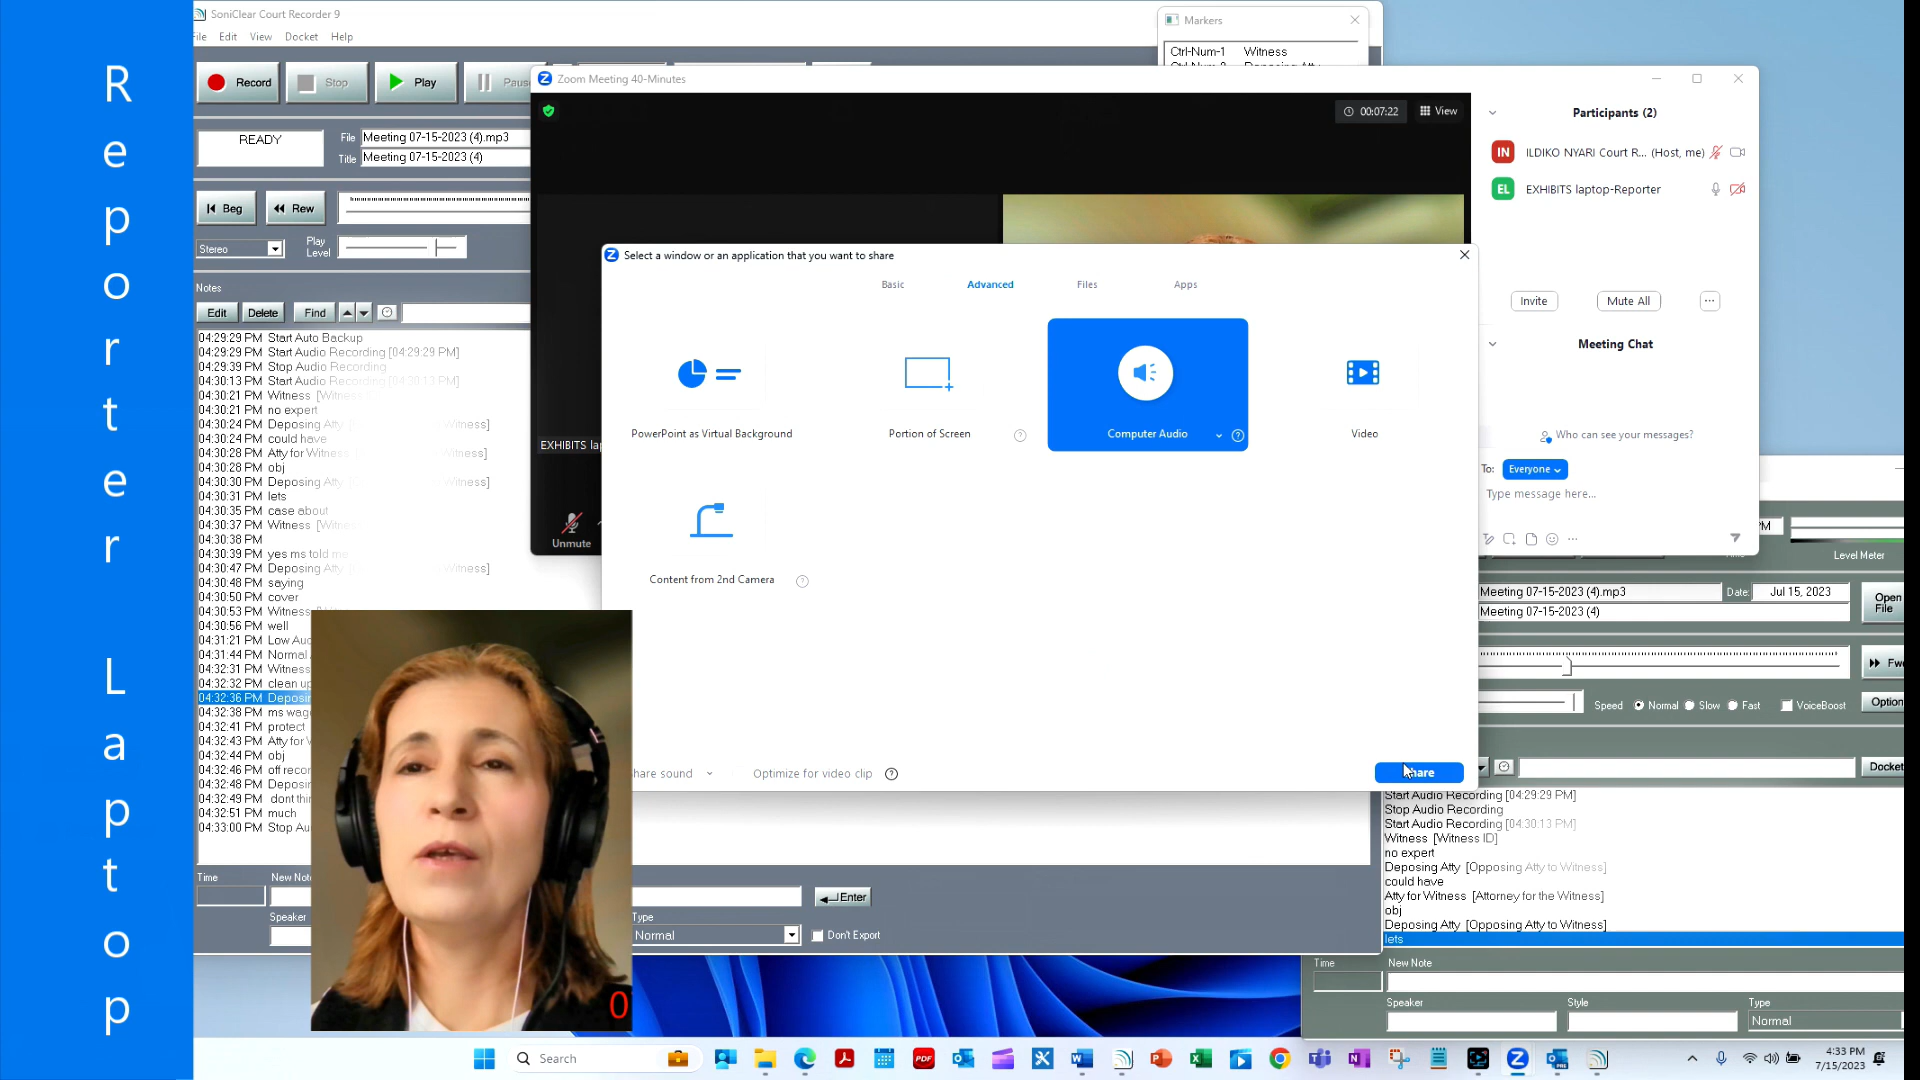 Reporter Laptop
SoniClear Court Recorder 9
File Edit View Docket Help
Record Stop Play
READY
File Meeting 07-15-2023 (4).mp3
Title Meeting 07-15-2023 (4)
Beg Rew
Stereo
Play Level
Notes
Edit Delete Find
04:29:29 PM Start Auto Backup
04:29:29 PM Start Audio Recording [04:29:29 PM]
04:29:39 PM Stop Audio Recording
04:30:13 PM Start Audio Recording [04:30:13 PM]
04:30:21 PM Witness
04:30:21 PM no expert
04:30:24 PM Deposing Atty Witness]
04:30:24 PM could have
04:30:28 PM Atty for Witness Witness]
04:30:28 PM obj
04:30:30 PM Deposing Atty Witness]
04:30:31 PM lets
04:30:35 PM case about
04:30:37 PM Witness
04:30:38 PM
04:30:39 PM yes ms told me
04:30:47 PM Deposing Atty Witness]
04:30:48 PM saying
04:30:50 PM cover
04:30:53 PM Witness
04:30:56 PM well
04:31:21 PM Low
04:31:44 PM Normal
04:32:31 PM Witness
04:32:32 PM clean up
04:32:36 PM
04:32:38 PM ms
04:32:41 PM protect
04:32:43 PM Atty for
04:32:44 PM obj
04:32:46 PM off
04:32:48 PM
04:32:49 PM dont
04:32:51 PM much
04:33:00 PM Stop
Time
Speaker
Type
Normal
Enter
Don't Export
0
Markers
Ctrl-Num-1 Witness
Zoom Meeting 40-Minutes
00:07:22 View
EXHIBITS
Unmute
Participants (2)
IN ILDIKO NYARI Court R... (Host, me)
EL EXHIBITS laptop-Reporter
Invite Mute All ...
Meeting Chat
Who can see your messages?
To: Everyone
Type message here...
Select a window or an application that you want to share
Basic Advanced Files Apps
PowerPoint as Virtual Background
Portion of Screen
Computer Audio
Video
Content from 2nd Camera
sound
Optimize for video clip
PM
Level Meter
Meeting 07-15-2023 (4).mp3
Date: Jul 15, 2023
Open File
Meeting 07-15-2023 (4)
Speed Normal Slow Fast VoiceBoost
Docket
Start Audio Recording [04:29:29 PM]
Stop Audio Recording
Start Audio Recording [04:30:13 PM]
Witness [Witness ID]
no expert
Deposing Atty [Opposing Atty to Witness]
could have
Atty for Witness [Attorney for the Witness]
obj
Deposing Atty [Opposing Atty to Witness]
lets
Time
New Note
Speaker
Style
Type
Normal
Search
4:33 PM
7/15/2023